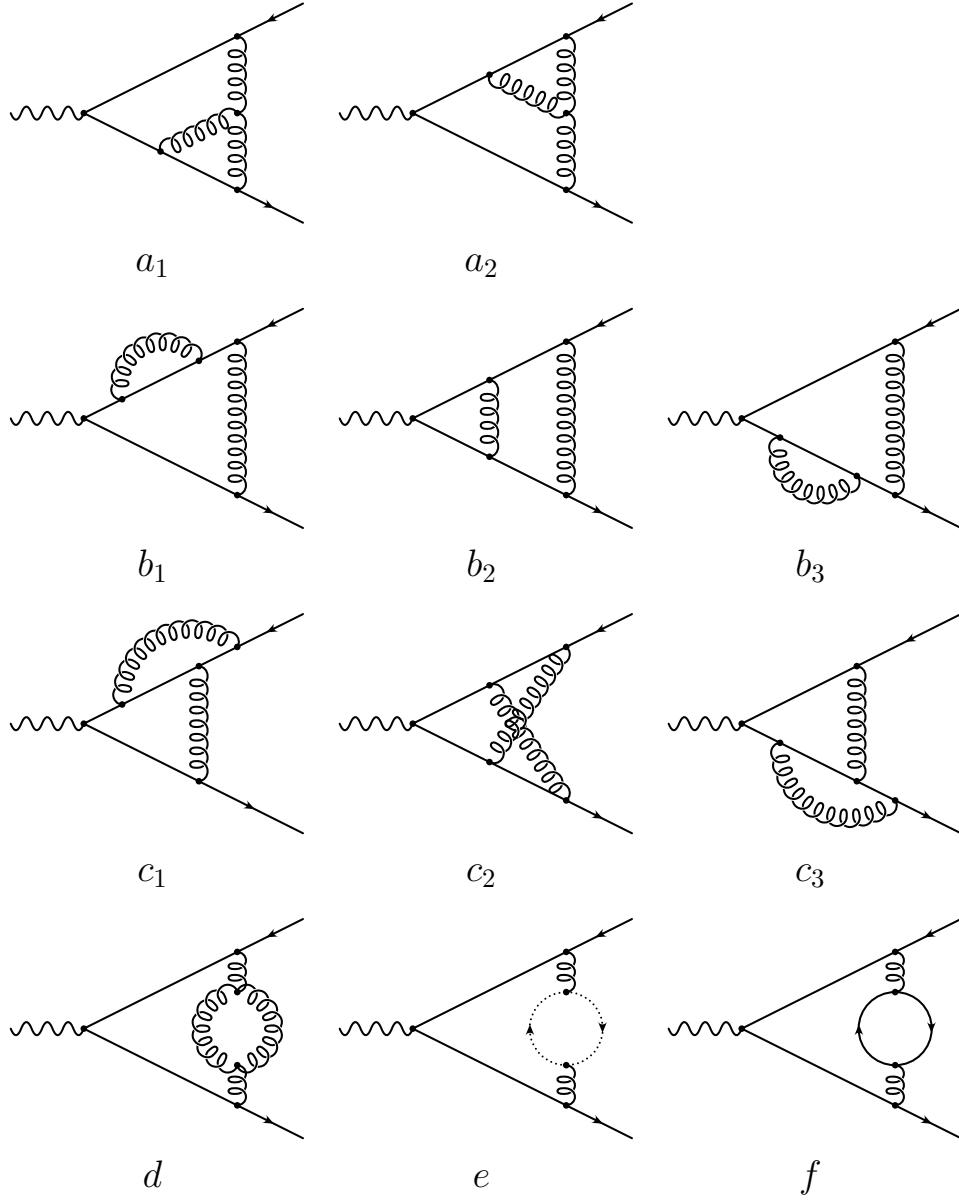 a₁ a₂
b₁ b₂ b₃
c₁ c₂ c₃
d e f